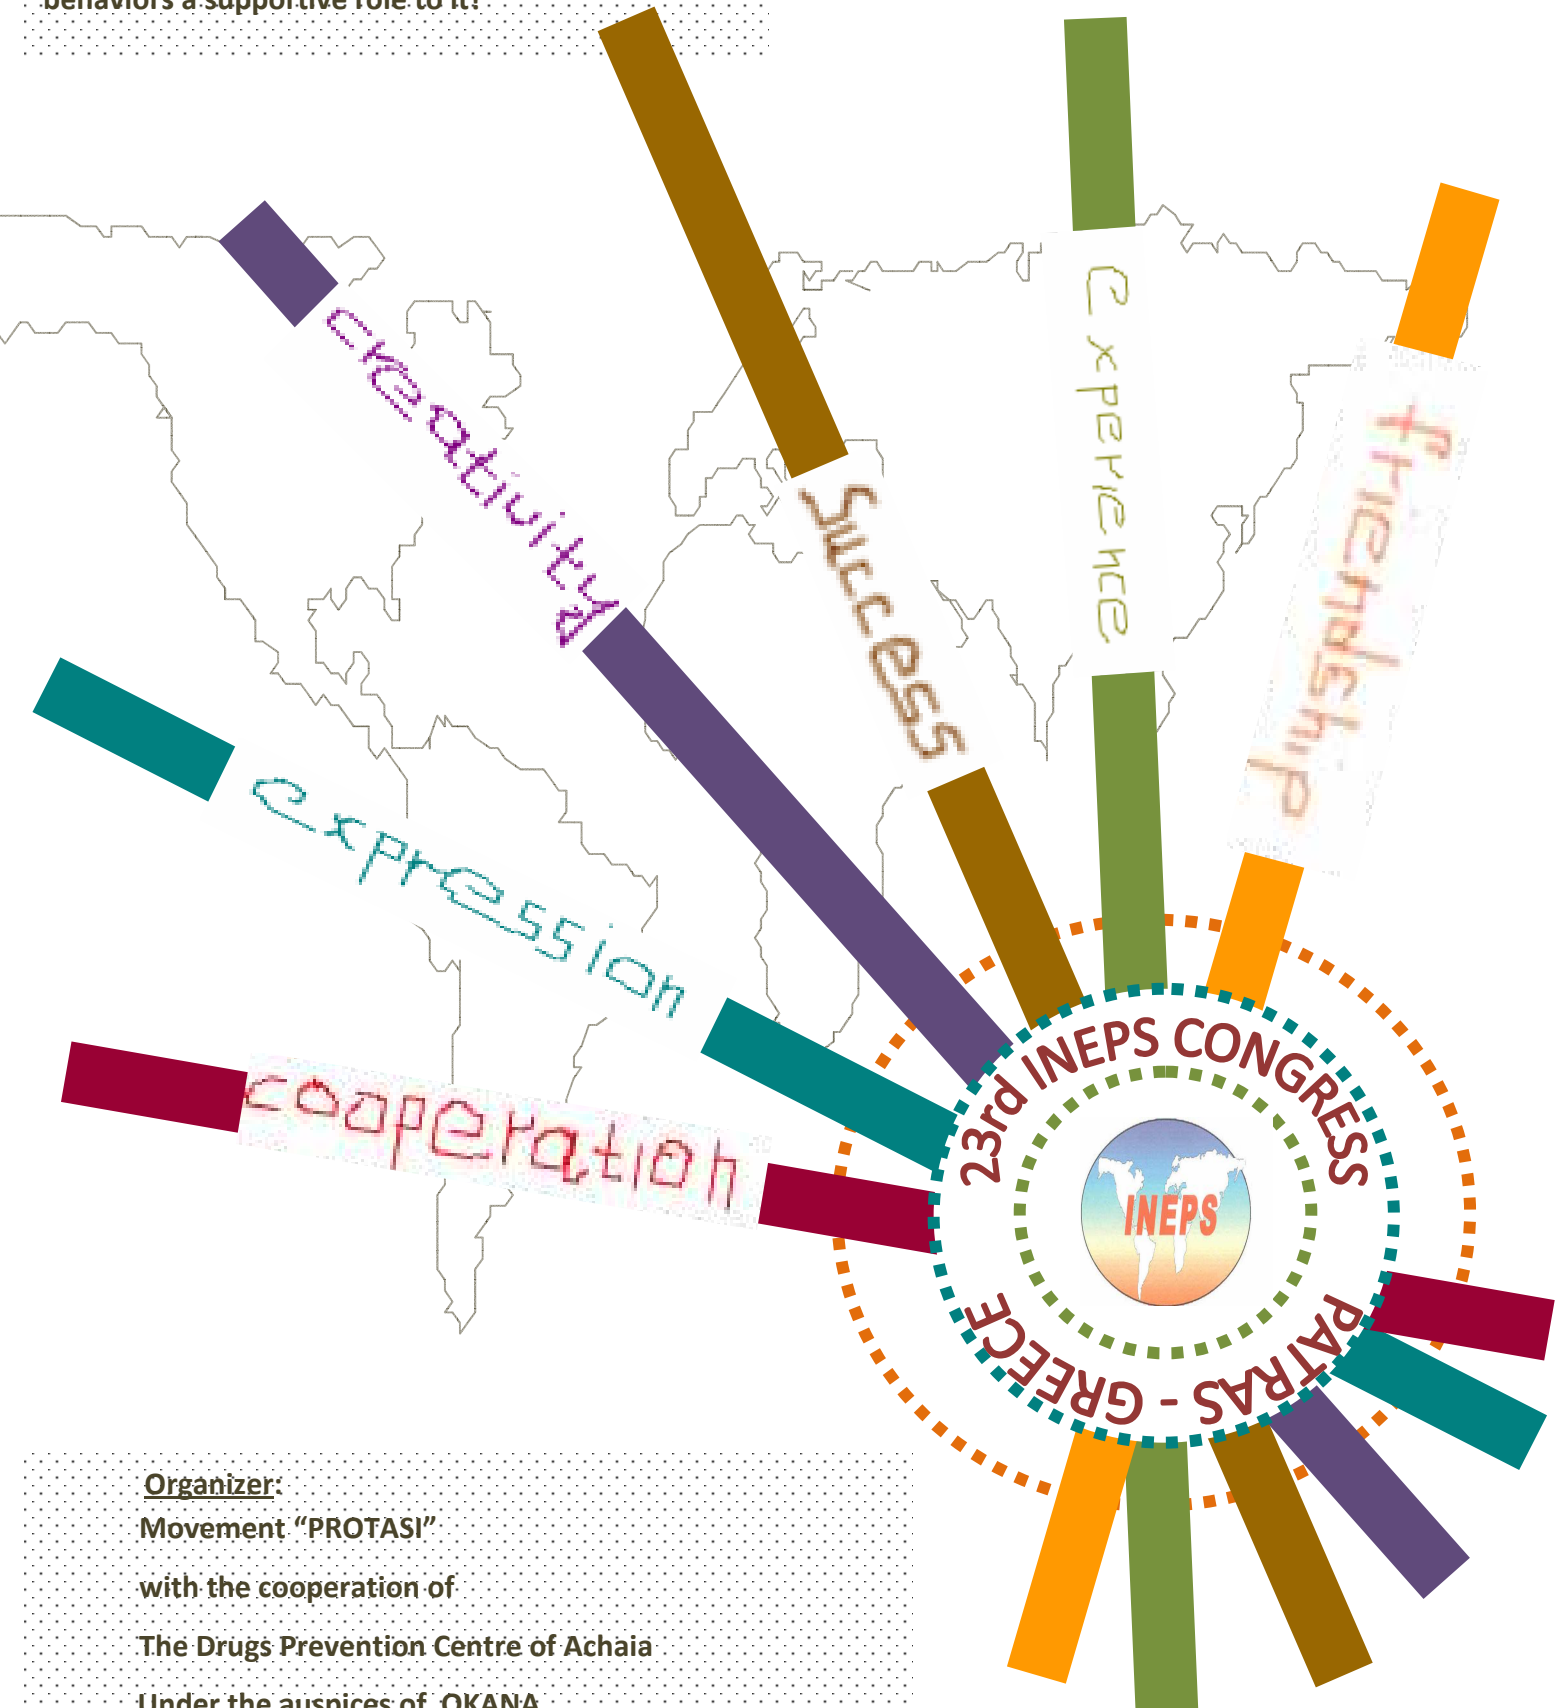 behaviors a supportive role to it!
creativity
success
experience
friendship
expression
cooperation
23rd INEPS CONGRESS
INEPS
PATRAS - GREECE
Organizer:
Movement “PROTASI”
with the cooperation of
The Drugs Prevention Centre of Achaia
Under the auspices of OKANA